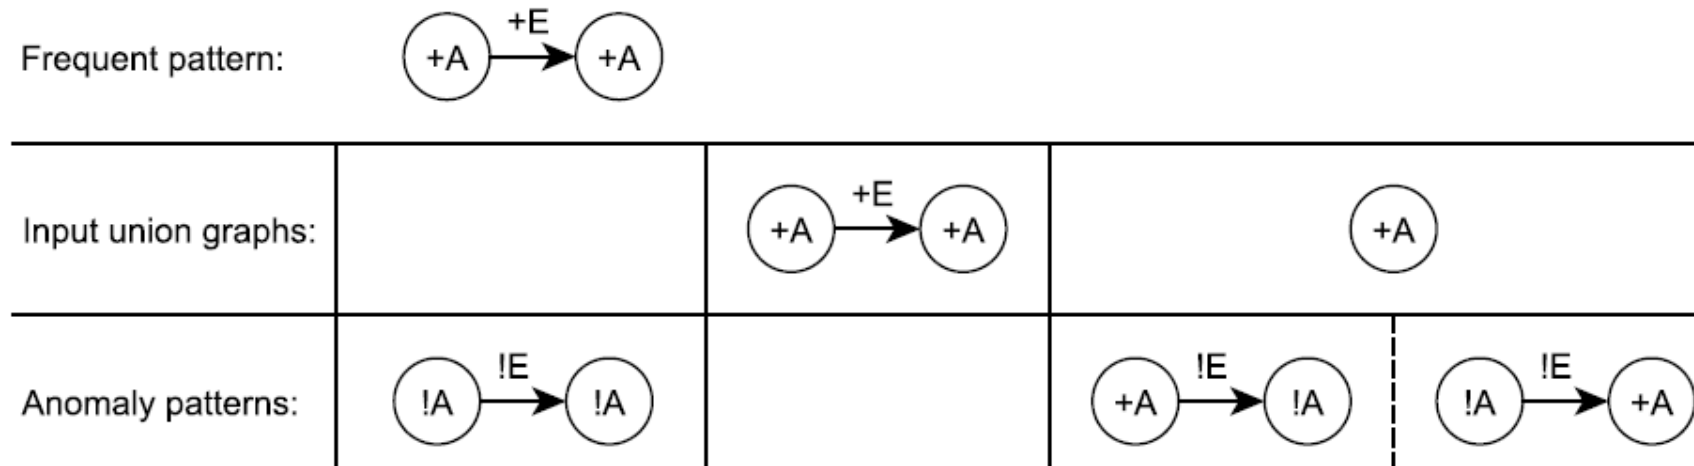 Frequent pattern: +A +E +A
Input union graphs: +A +E +A +A
Anomaly patterns: !A !E !A +A !E !A !A !E +A